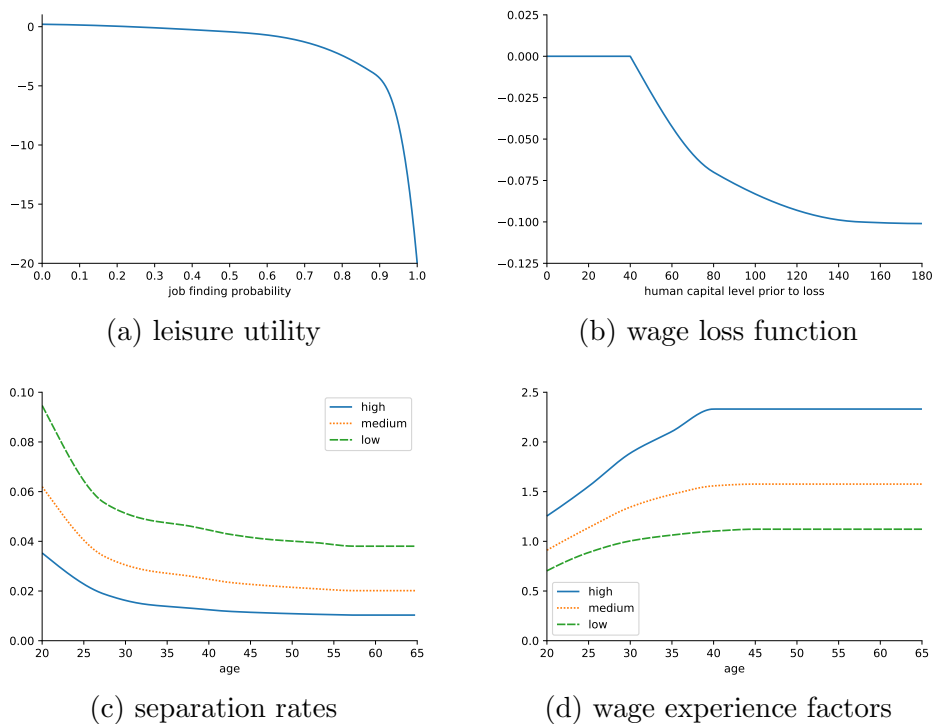 0
−5
−10
−15
−20
0.0 0.1 0.2 0.3 0.4 0.5 0.6 0.7 0.8 0.9 1.0
job finding probability
(a) leisure utility
−0.025
0.000
−0.025
−0.050
−0.075
−0.100
−0.125
0 20 40 60 80 100 120 140 160 180
human capital level prior to loss
(b) wage loss function
0.10
0.08
0.06
0.04
0.02
0.00
high
medium
low
20 25 30 35 40 45 50 55 60 65
age
(c) separation rates
2.5
2.0
1.5
1.0
0.5
0.0
high
medium
low
20 25 30 35 40 45 50 55 60 65
age
(d) wage experience factors